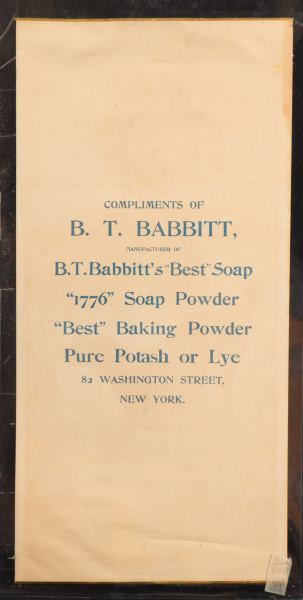 COMPLIMENTS OF
B. T. BABBITT,
MANUFACTURER OF
B.T. Babbitt's "Best" Soap
"1776" Soap Powder
"Best" Baking Powder
Pure Potash or Lye
82 WASHINGTON STREET,
NEW YORK.